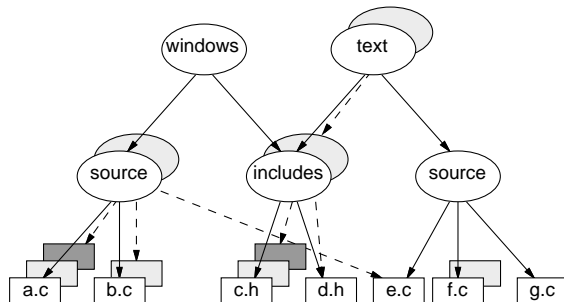 windows text
source includes source
a.c b.c c.h d.h e.c f.c g.c